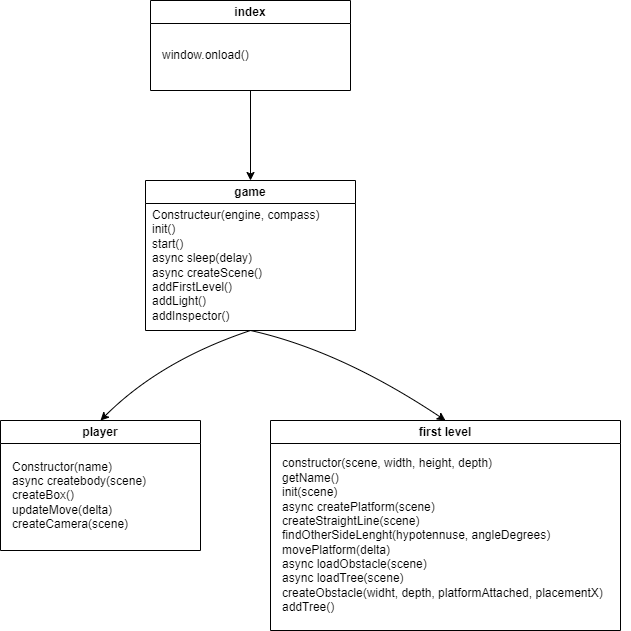 index
window.onload()
game
Constructeur(engine, compass)
init()
start()
async sleep(delay)
async createScene()
addFirstLevel()
addLight()
addInspector()
player
Constructor(name)
async createbody(scene)
createBox()
updateMove(delta)
createCamera(scene)
first level
constructor(scene, width, height, depth)
getName()
init(scene)
async createPlatform(scene)
createStraightLine(scene)
findOtherSideLenght(hypotennuse, angleDegrees)
movePlatform(delta)
async loadObstacle(scene)
async loadTree(scene)
createObstacle(widht, depth, platformAttached, placementX)
addTree()